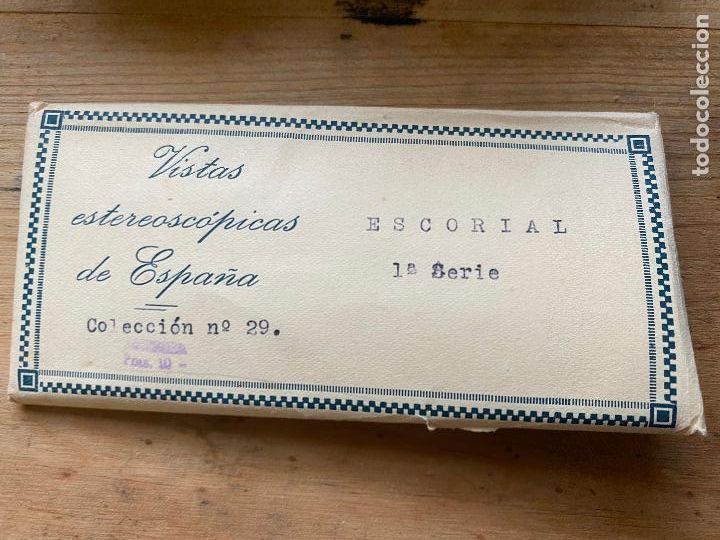 Vistas
estereoscópicas
de España
Colección nº 29.
Ptas. 10 -
ESCORIAL
1ª Serie
todocoleccion